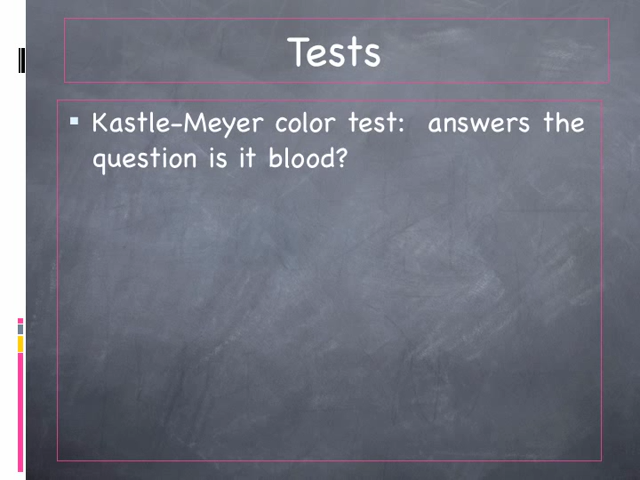 Tests
▪ Kastle-Meyer color test:  answers the
question is it blood?